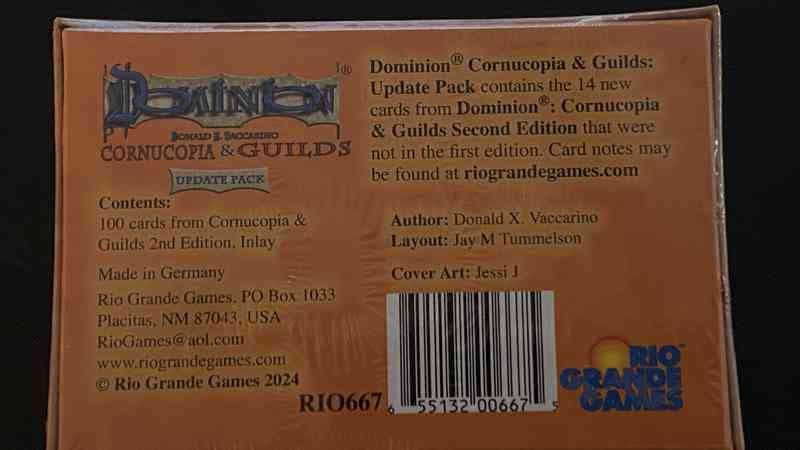 DOMINION®
DONALD X. VACCARINO
CORNUCOPIA & GUILDS
UPDATE PACK
Contents:
100 cards from Cornucopia &
Guilds 2nd Edition, Inlay
Made in Germany
Rio Grande Games, PO Box 1033
Placitas, NM 87043, USA
RioGames@aol.com
www.riograndegames.com
© Rio Grande Games 2024
Dominion® Cornucopia & Guilds:
Update Pack contains the 14 new
cards from Dominion®: Cornucopia
& Guilds Second Edition that were
not in the first edition. Card notes may
be found at riograndegames.com
Author: Donald X. Vaccarino
Layout: Jay M Tummelson
Cover Art: Jessi J
RIO667
6 55132 00667 5
RIO
GRANDE
GAMES™